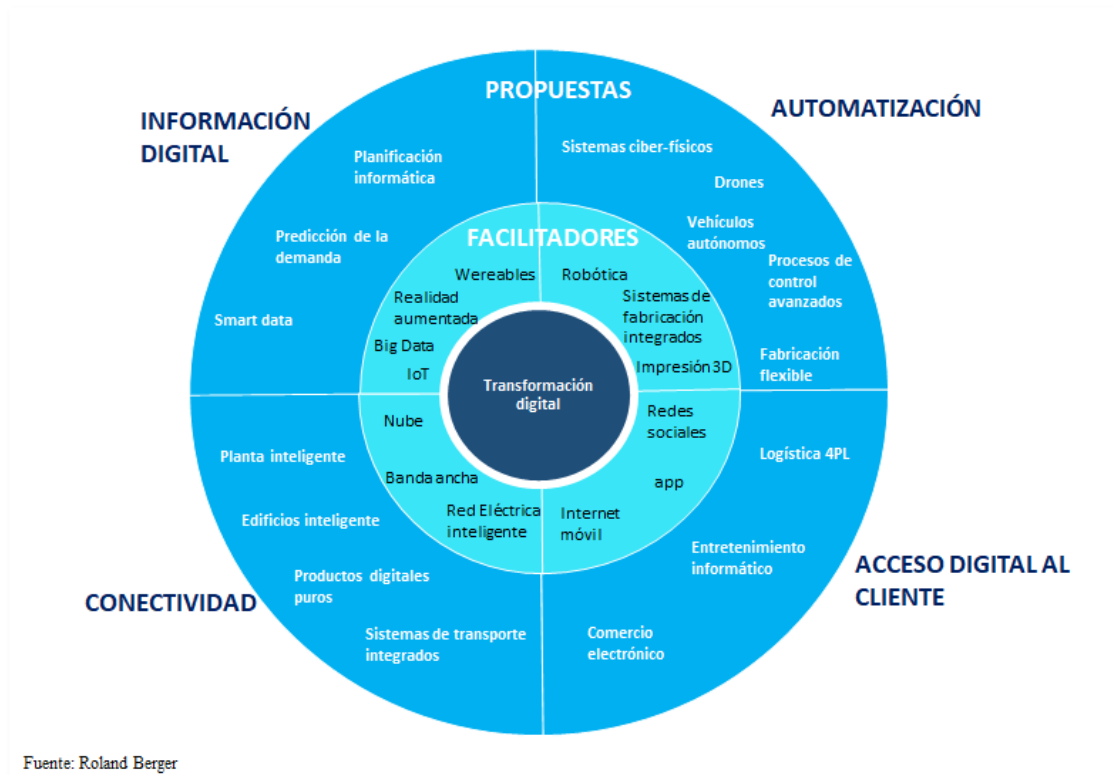 PROPUESTAS
INFORMACIÓN
DIGITAL
AUTOMATIZACIÓN
Planificación
informática
Predicción de la
demanda
Smart data
Sistemas ciber-físicos
Drones
Vehículos
autónomos
Procesos de
control
avanzados
Fabricación
flexible
FACILITADORES
Wereables
Realidad
aumentada
Big Data
IoT
Robótica
Sistemas de
fabricación
integrados
Impresión 3D
Transformación
digital
Nube
Banda ancha
Red Eléctrica
inteligente
Redes
sociales
app
Internet
móvil
Planta inteligente
Edificios inteligente
Productos digitales
puros
Sistemas de transporte
integrados
CONECTIVIDAD
Logística 4PL
Entretenimiento
informático
Comercio
electrónico
ACCESO DIGITAL AL
CLIENTE
Fuente: Roland Berger